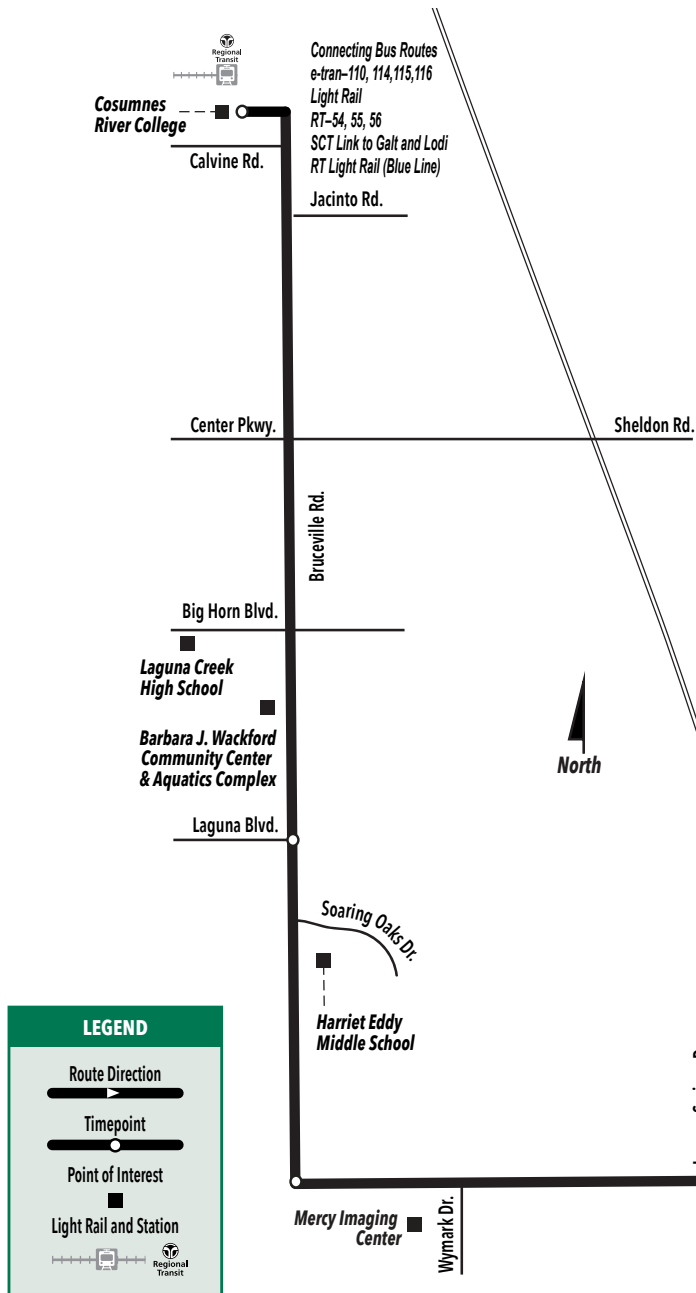 Regional
Transit
Connecting Bus Routes
e-tran–110, 114,115,116
Light Rail
RT–54, 55, 56
SCT Link to Galt and Lodi
RT Light Rail (Blue Line)
Cosumnes
River College
Calvine Rd.
Jacinto Rd.
Center Pkwy.
Sheldon Rd.
Bruceville Rd.
Big Horn Blvd.
Laguna Creek
High School
Barbara J. Wackford
Community Center
& Aquatics Complex
North
Laguna Blvd.
Soaring Oaks Dr.
Harriet Eddy
Middle School
LEGEND
Route Direction
Timepoint
Point of Interest
Light Rail and Station
Regional
Transit
Mercy Imaging
Center
Wymark Dr.